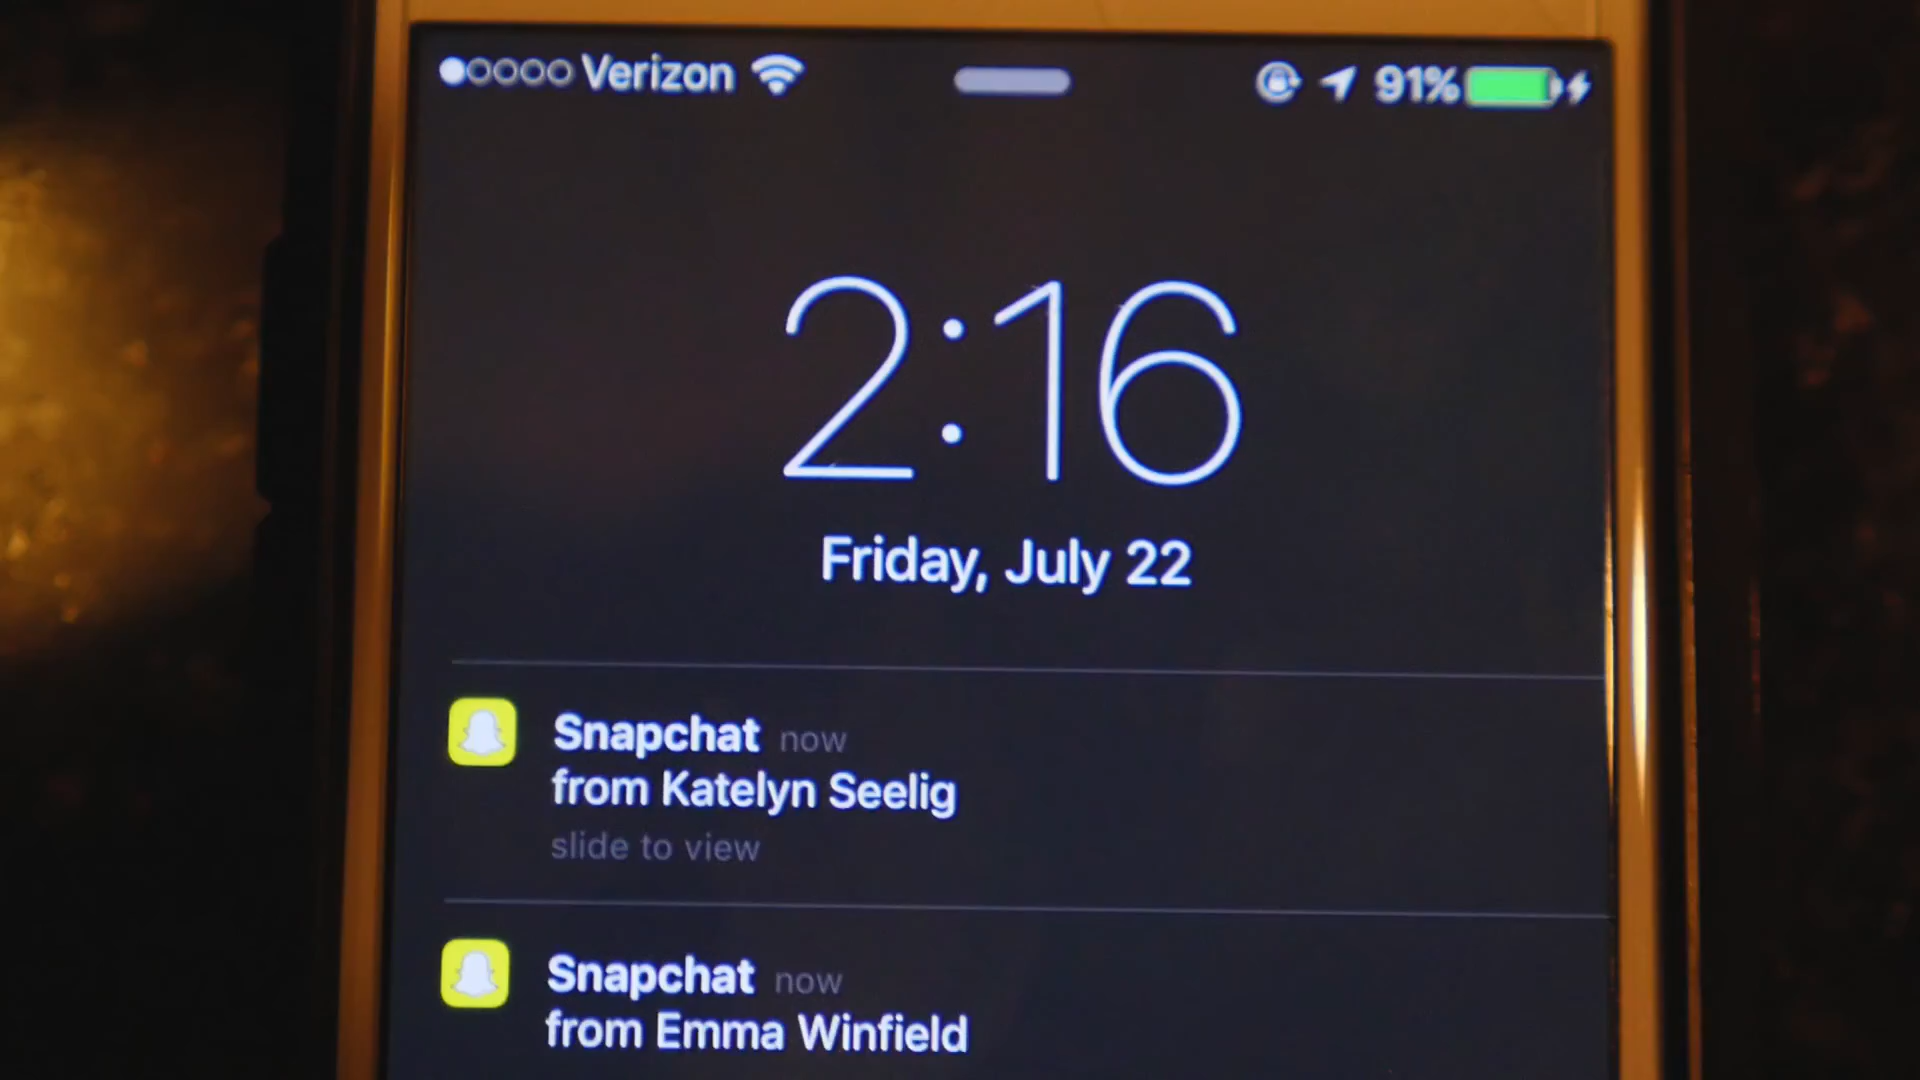 Verizon 91%
2:16
Friday, July 22
Snapchat now
from Katelyn Seelig
slide to view
Snapchat now
from Emma Winfield